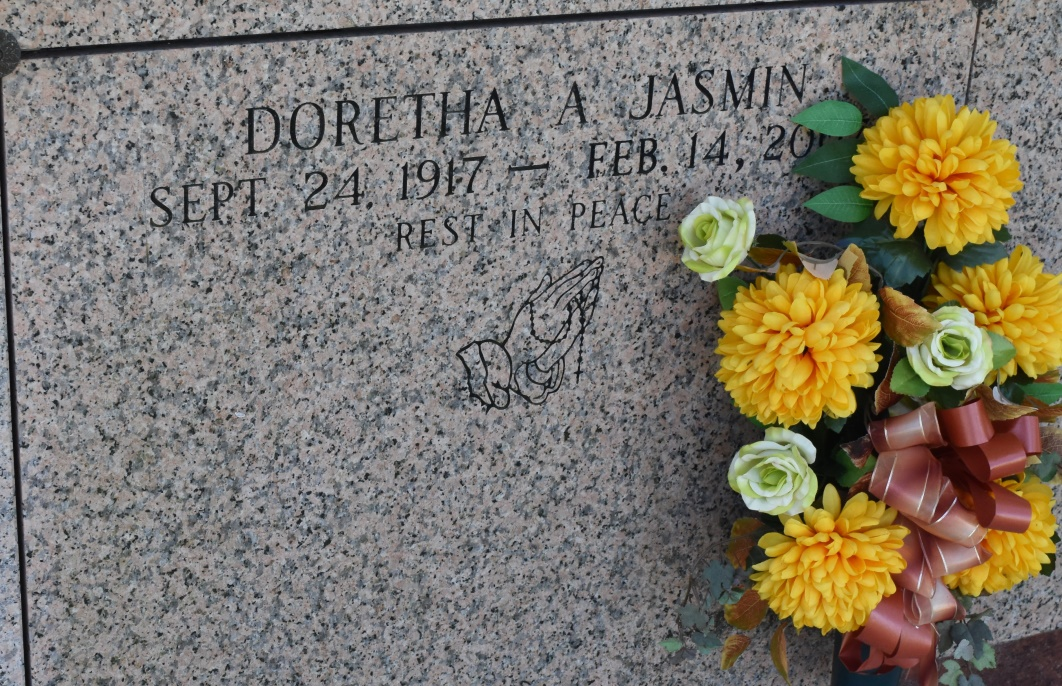 DORETHA A JASMIN
SEPT. 24, 1917 — FEB. 14, 20
REST IN PEACE